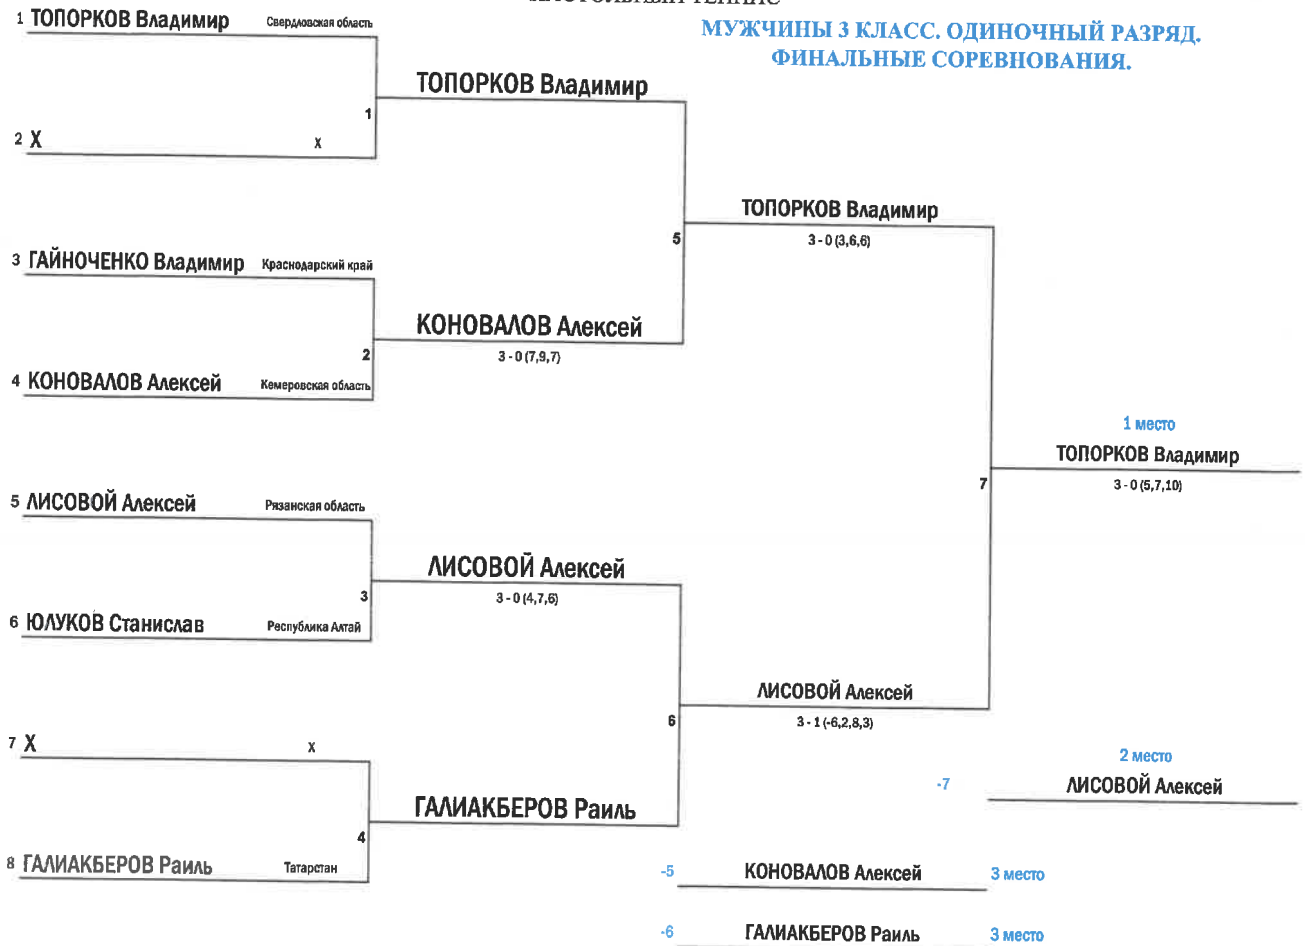 НАСТОЛЬНЫЙ ТЕННИС
МУЖЧИНЫ 3 КЛАСС. ОДИНОЧНЫЙ РАЗРЯД.
ФИНАЛЬНЫЕ СОРЕВНОВАНИЯ.
1 ТОПОРКОВ Владимир Свердловская область
ТОПОРКОВ Владимир
1
2 X X
ТОПОРКОВ Владимир
5
3 - 0 (3,6,6)
3 ГАЙНОЧЕНКО Владимир Краснодарский край
КОНОВАЛОВ Алексей
2
3 - 0 (7,9,7)
4 КОНОВАЛОВ Алексей Кемеровская область
1 место
ТОПОРКОВ Владимир
7
3 - 0 (5,7,10)
5 ЛИСОВОЙ Алексей Рязанская область
ЛИСОВОЙ Алексей
3
3 - 0 (4,7,6)
6 ЮЛУКОВ Станислав Республика Алтай
ЛИСОВОЙ Алексей
6
3 - 1 (-6,2,8,3)
7 X X
2 место
-7 ЛИСОВОЙ Алексей
ГАЛИАКБЕРОВ Раиль
4
8 ГАЛИАКБЕРОВ Раиль Татарстан
-5 КОНОВАЛОВ Алексей 3 место
-6 ГАЛИАКБЕРОВ Раиль 3 место